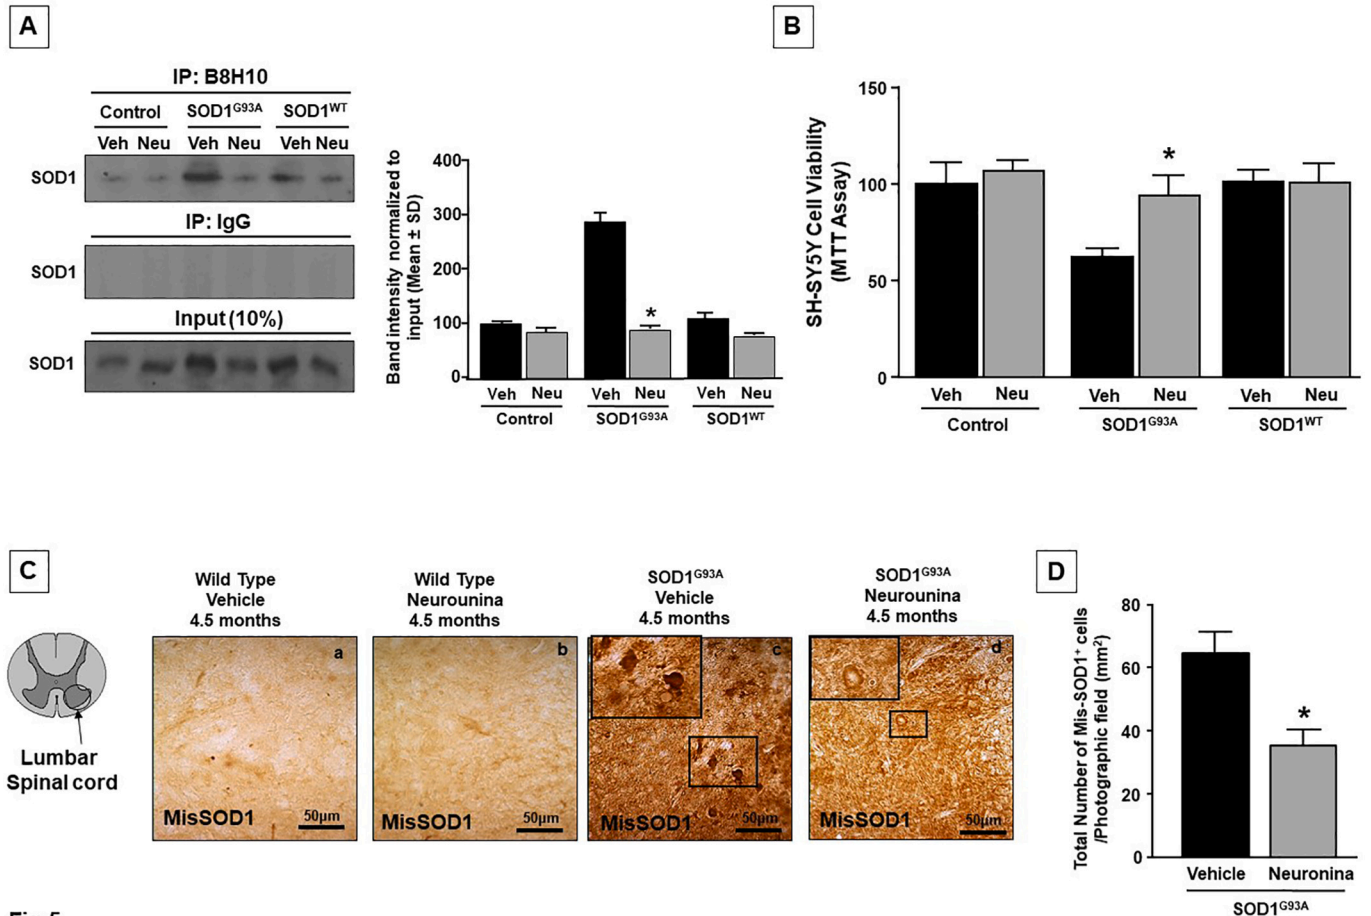 A
IP: B8H10
Control SOD1G93A SOD1WT
Veh Neu Veh Neu Veh Neu
SOD1
IP: IgG
SOD1
Input (10%)
SOD1
Band intensity normalized to
input (Mean ± SD)
400
300
200
100
0
Veh Neu Veh Neu Veh Neu
Control SOD1G93A SOD1WT
*
B
SH-SY5Y Cell Viability
(MTT Assay)
150
100
50
0
*
Veh Neu Veh Neu Veh Neu
Control SOD1G93A SOD1WT
C
Lumbar
Spinal cord
Wild Type
Vehicle
4.5 months
a
MisSOD1
50µm
Wild Type
Neurounina
4.5 months
b
MisSOD1
50µm
SOD1G93A
Vehicle
4.5 months
c
MisSOD1
50µm
SOD1G93A
Neurounina
4.5 months
d
MisSOD1
50µm
D
Total Number of Mis-SOD1+ cells
/Photographic field (mm2)
80
60
40
20
0
*
Vehicle Neuronina
SOD1G93A